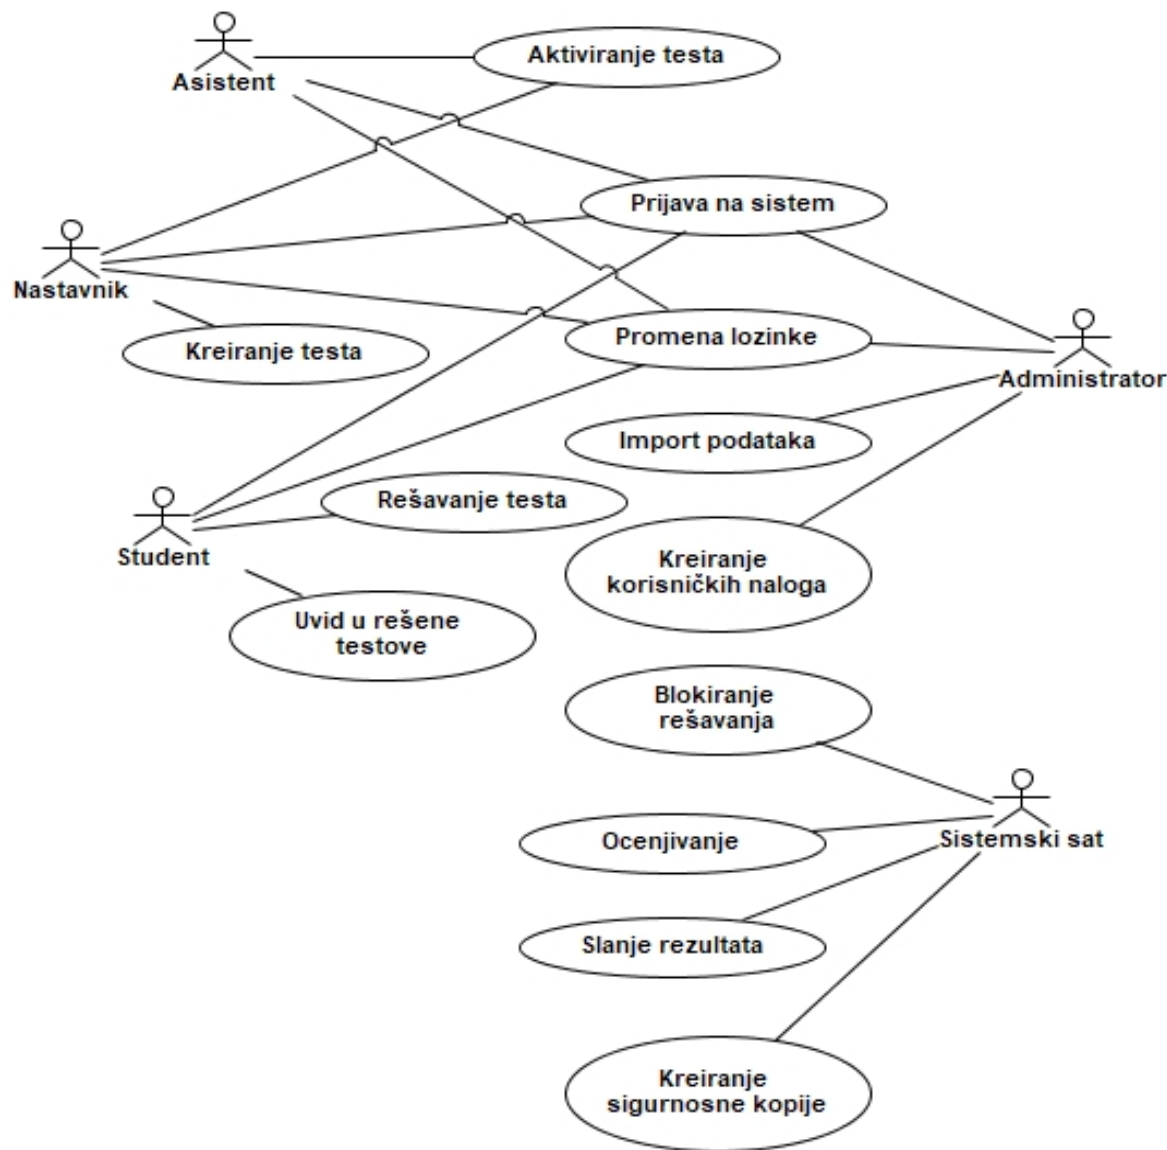 Aktiviranje testa
Asistent
Prijava na sistem
Nastavnik
Promena lozinke
Kreiranje testa
Administrator
Import podataka
Rešavanje testa
Student
Kreiranje
korisničkih naloga
Uvid u rešene
testove
Blokiranje
rešavanja
Ocenjivanje
Sistemski sat
Slanje rezultata
Kreiranje
sigurnosne kopije